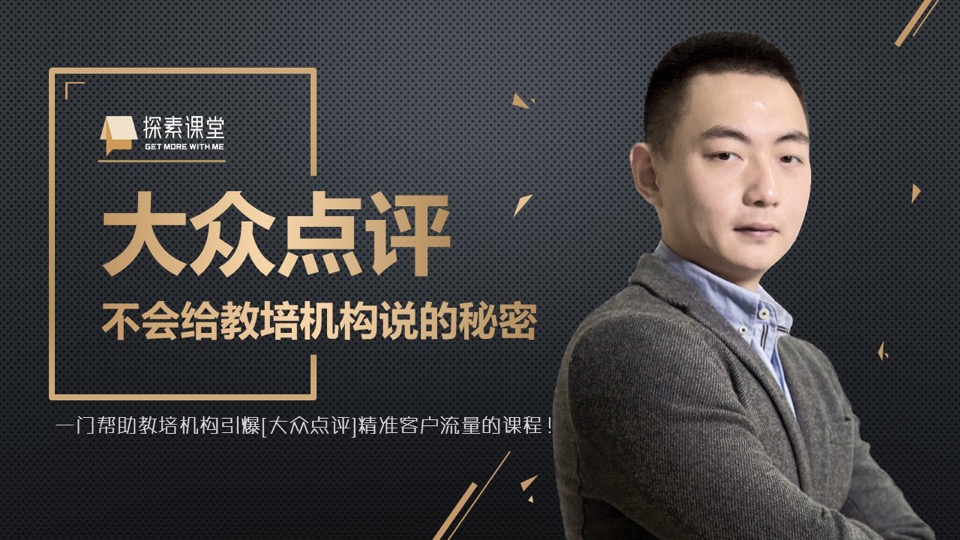 探素课堂
GET MORE WITH ME
大众点评
不会给教培机构说的秘密
一门帮助教培机构引爆[大众点评]精准客户流量的课程!